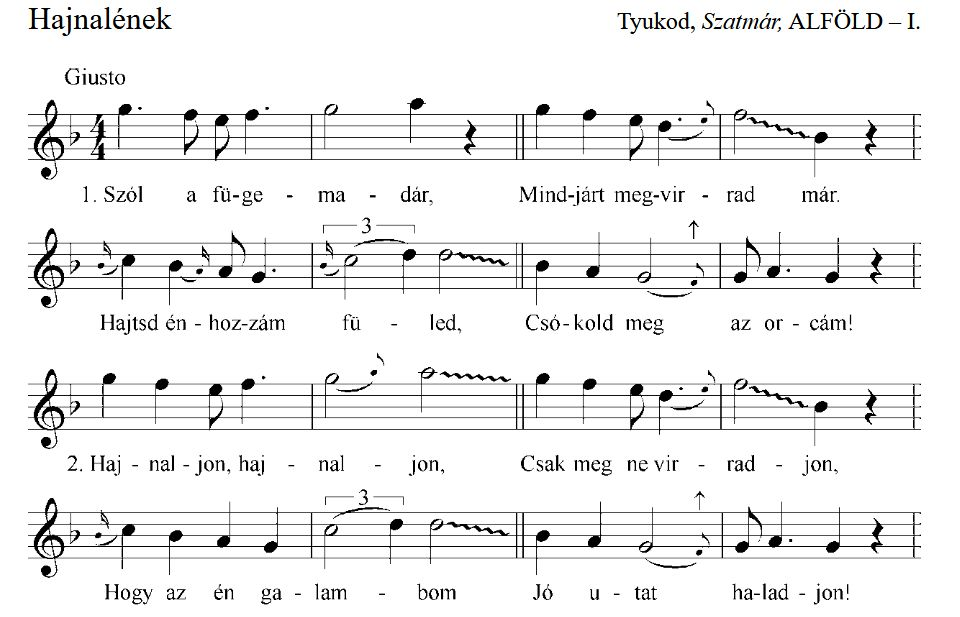 Hajnalének Tyukod, Szatmár, ALFÖLD – I.
Giusto
4
4
1. Szól a fü-ge - ma - dár, Mind-járt meg-vir - rad már.
3
Hajtsd én-hoz-zám fü - led, Csó-kold meg az or-cám!
2. Haj - nal-jon, haj - nal - jon, Csak meg ne vir-rad-jon,
3
Hogy az én ga-lam - bom Jó u - tat ha-lad-jon!